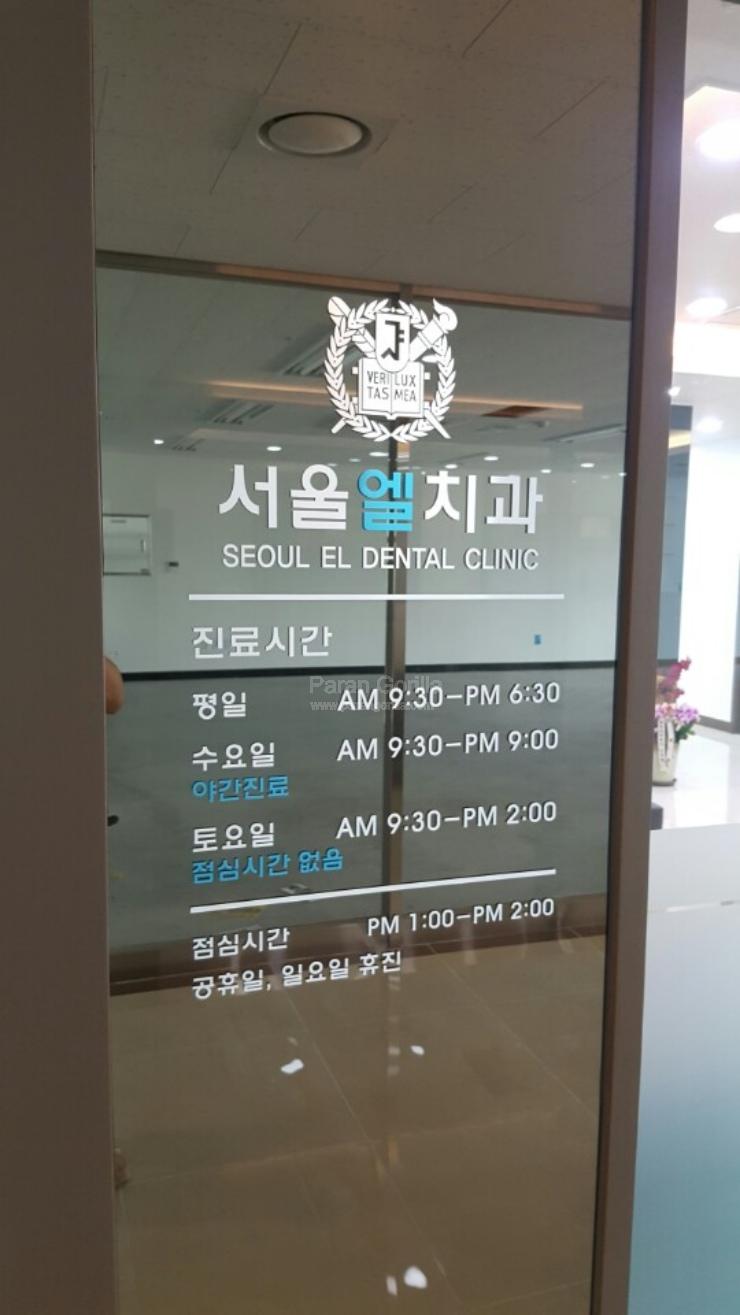 VERI LUX
TAS MEA
서울엘치과
SEOUL EL DENTAL CLINIC
진료시간
Paran Gorilla
평일 AM 9:30-PM 6:30
수요일 AM 9:30-PM 9:00
야간진료
토요일 AM 9:30-PM 2:00
점심시간 없음
점심시간 PM 1:00-PM 2:00
공휴일, 일요일 휴진